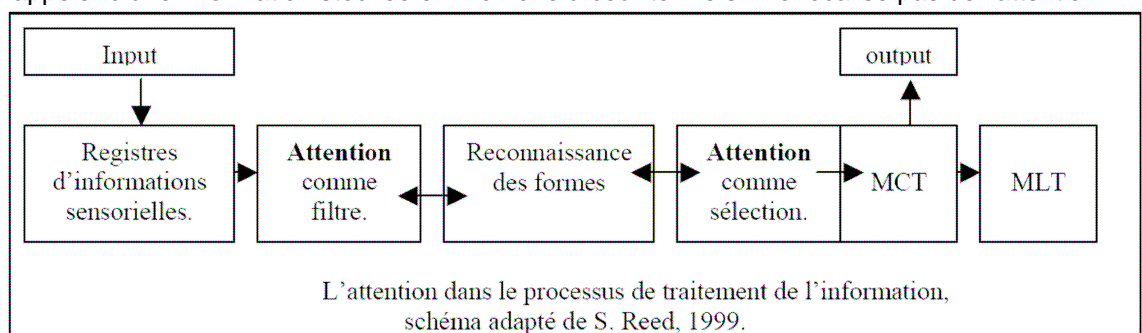 Input
output
Registres
d'informations
sensorielles.
Attention
comme
filtre.
Reconnaissance
des formes
Attention
comme
sélection.
MCT
MLT
L'attention dans le processus de traitement de l'information,
schéma adapté de S. Reed, 1999.